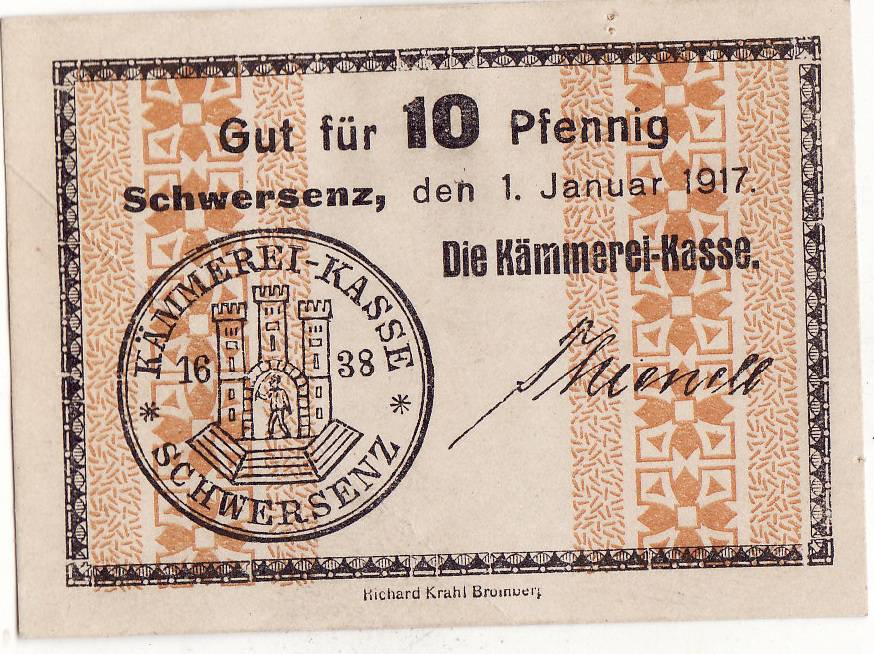 Gut für 10 Pfennig
Schwersenz, den 1. Januar 1917.
Die Kämmerei-Kasse.
KÄMMEREI-KASSE
16 38
* SCHWERSENZ *
Richard Krahl Bromberg